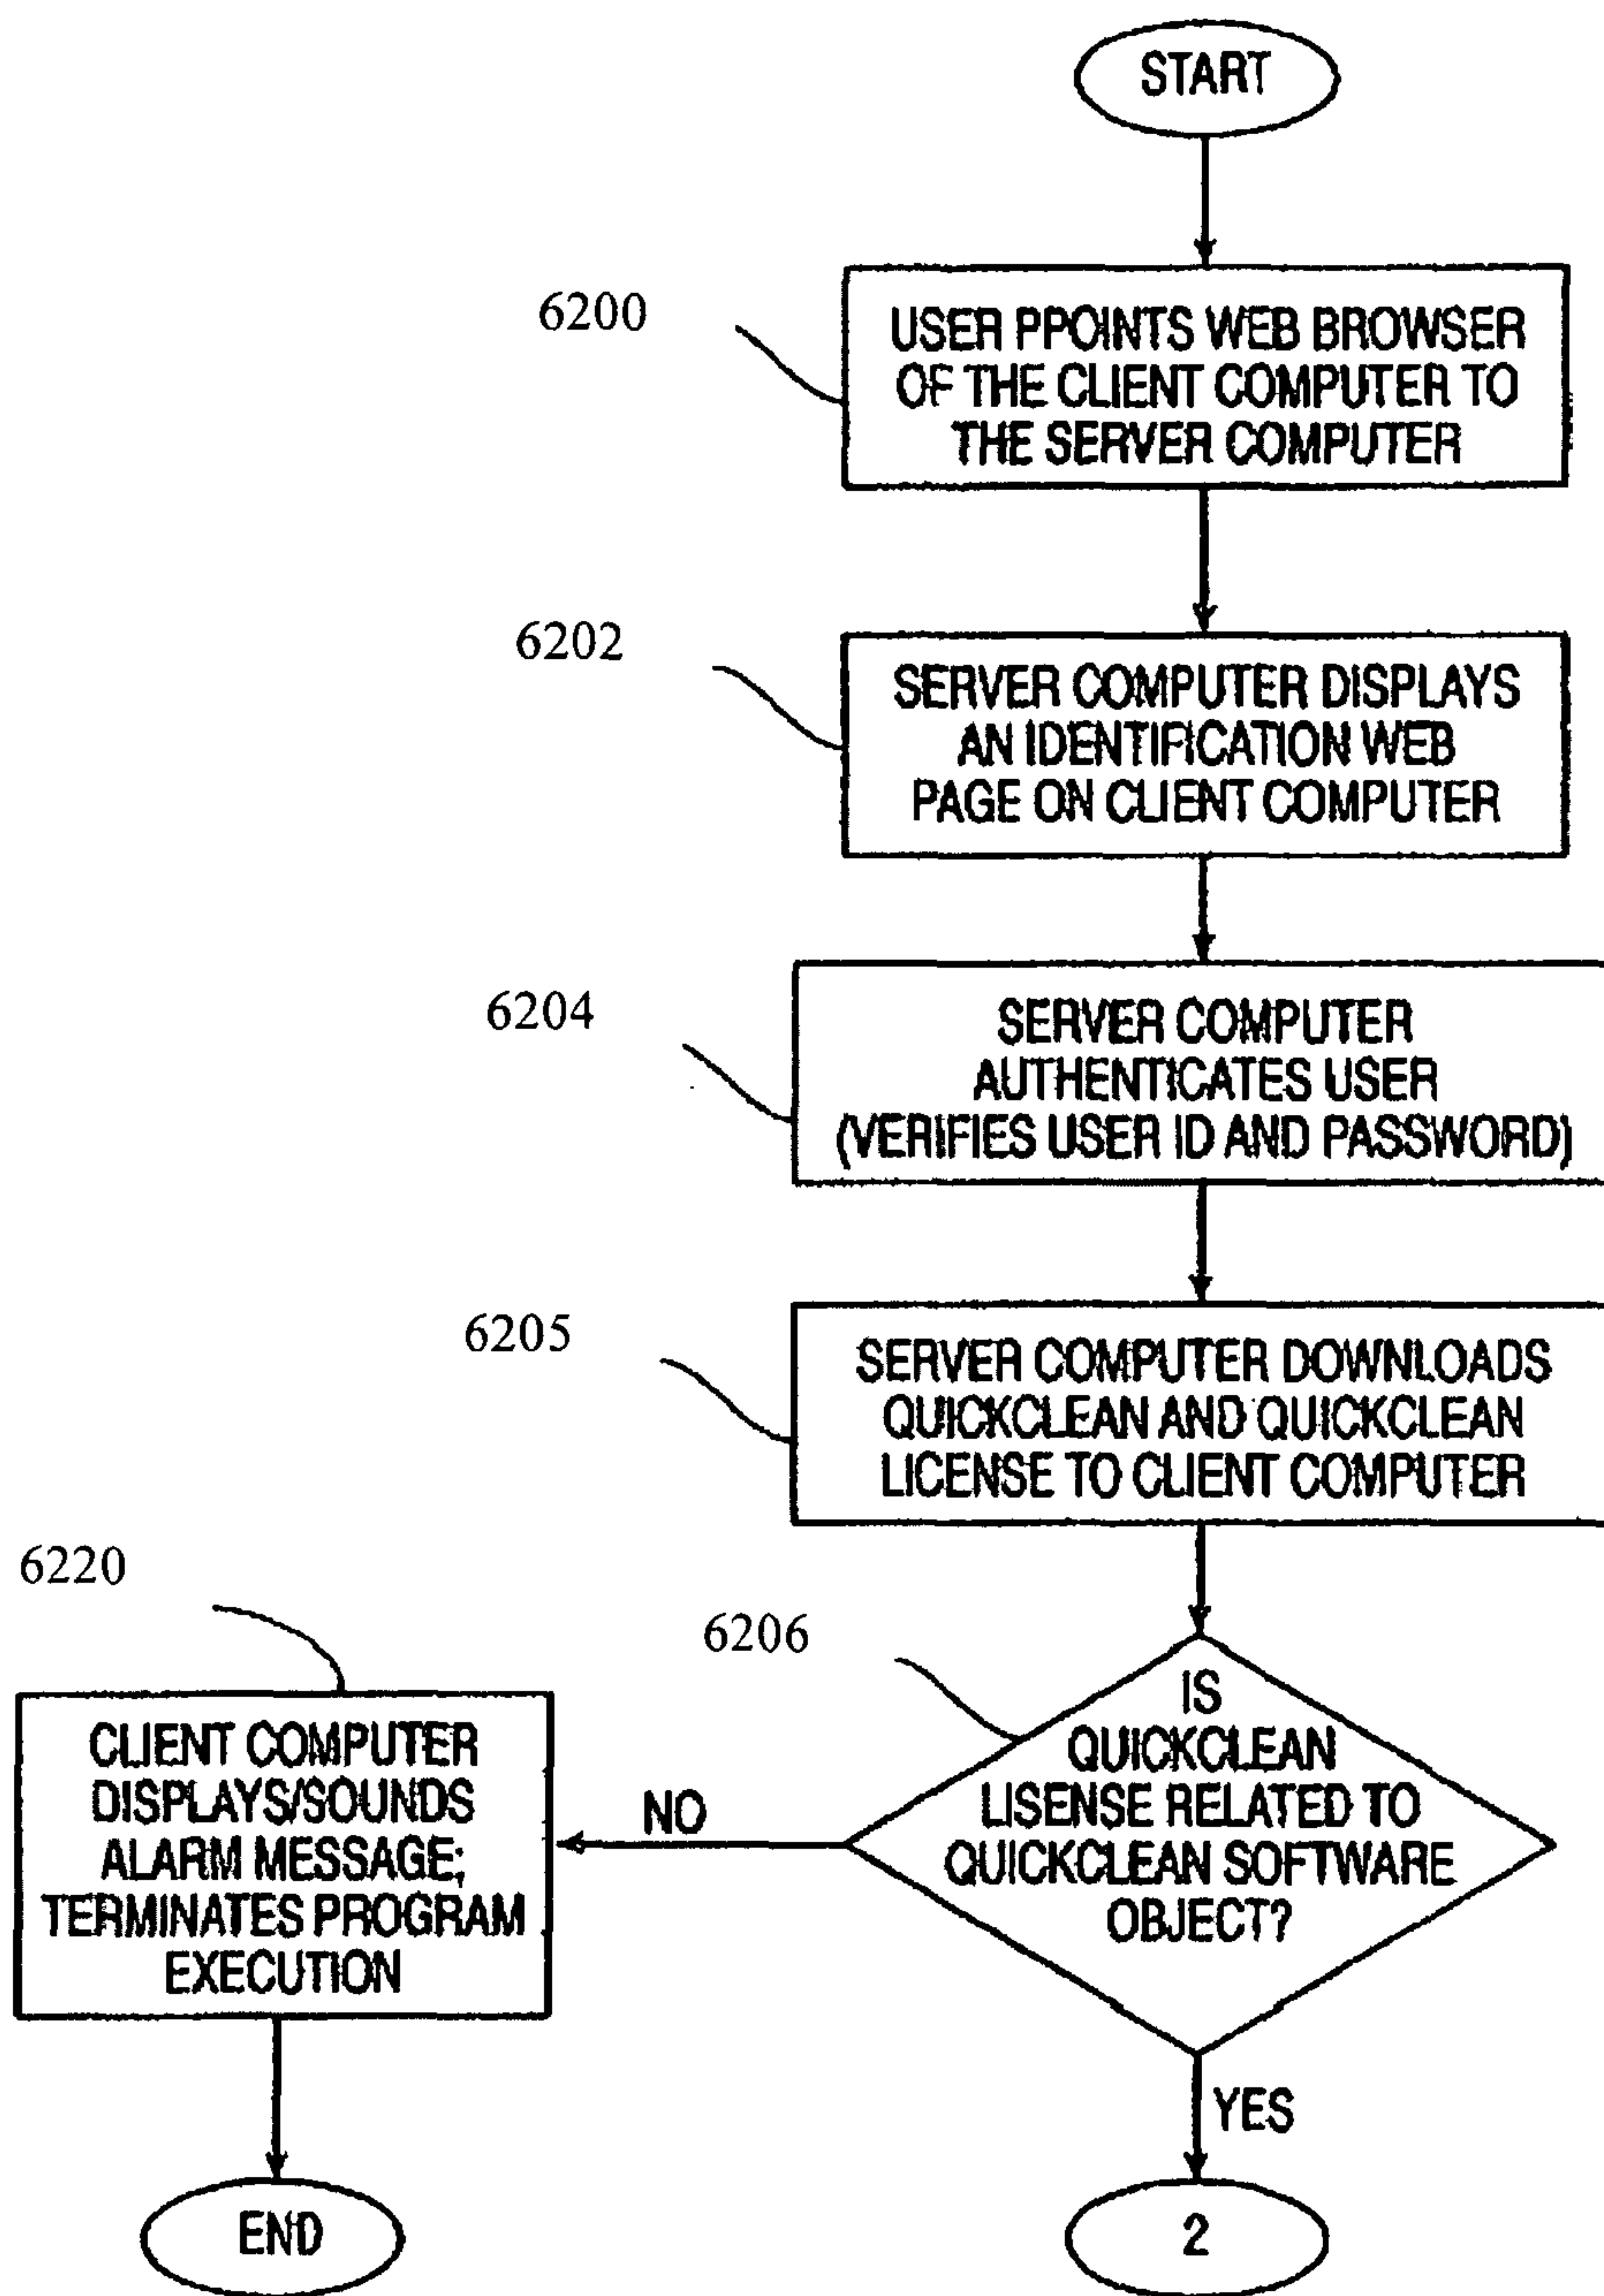 START
6200
USER PPOINTS WEB BROWSER
OF THE CLIENT COMPUTER TO
THE SERVER COMPUTER
6202
SERVER COMPUTER DISPLAYS
AN IDENTIFICATION WEB
PAGE ON CLIENT COMPUTER
6204
SERVER COMPUTER
AUTHENTICATES USER
(VERIFIES USER ID AND PASSWORD)
6205
SERVER COMPUTER DOWNLOADS
QUICKCLEAN AND QUICKCLEAN
LICENSE TO CLIENT COMPUTER
6206
IS
QUICKCLEAN
LISENSE RELATED TO
QUICKCLEAN SOFTWARE
OBJECT?
NO
6220
CLIENT COMPUTER
DISPLAYS/SOUNDS
ALARM MESSAGE;
TERMINATES PROGRAM
EXECUTION
END
YES
2